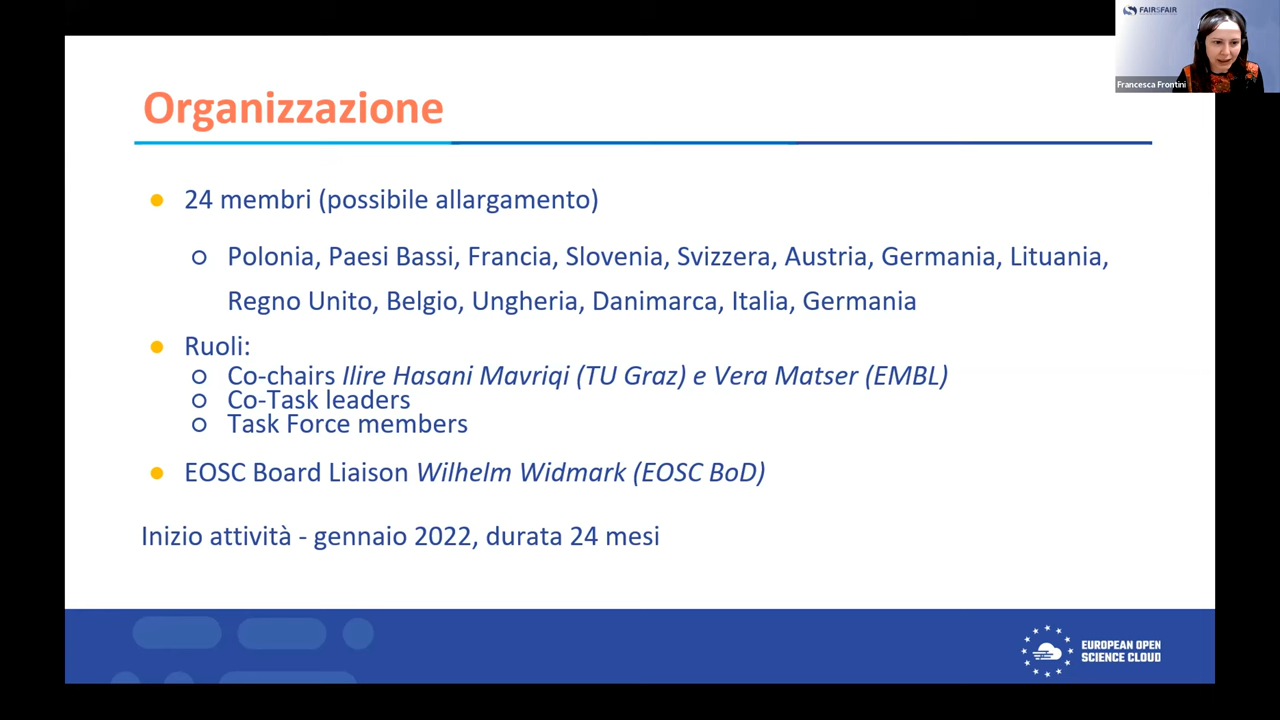 FAIRSFAIR
Francesca Frontini
Organizzazione
24 membri (possibile allargamento)
Polonia, Paesi Bassi, Francia, Slovenia, Svizzera, Austria, Germania, Lituania,
Regno Unito, Belgio, Ungheria, Danimarca, Italia, Germania
Ruoli:
Co-chairs Ilire Hasani Mavriqi (TU Graz) e Vera Matser (EMBL)
Co-Task leaders
Task Force members
EOSC Board Liaison Wilhelm Widmark (EOSC BoD)
Inizio attività - gennaio 2022, durata 24 mesi
EUROPEAN OPEN
SCIENCE CLOUD